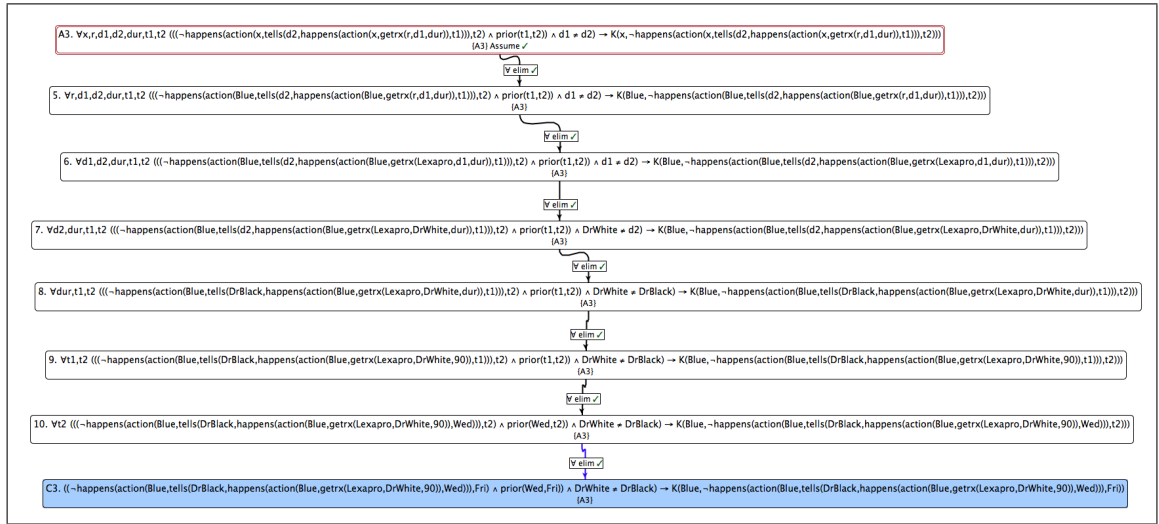 A3. ∀x,r,d1,d2,dur,t1,t2 (((¬happens(action(x,tells(d2,happens(action(x,getrx(r,d1,dur)),t1))),t2) ∧ prior(t1,t2)) ∧ d1 ≠ d2) → K(x,¬happens(action(x,tells(d2,happens(action(x,getrx(r,d1,dur)),t1))),t2)))
{A3} Assume ✓
∀ elim ✓
5. ∀r,d1,d2,dur,t1,t2 (((¬happens(action(Blue,tells(d2,happens(action(Blue,getrx(r,d1,dur)),t1))),t2) ∧ prior(t1,t2)) ∧ d1 ≠ d2) → K(Blue,¬happens(action(Blue,tells(d2,happens(action(Blue,getrx(r,d1,dur)),t1))),t2)))
{A3}
∀ elim ✓
6. ∀d1,d2,dur,t1,t2 (((¬happens(action(Blue,tells(d2,happens(action(Blue,getrx(Lexapro,d1,dur)),t1))),t2) ∧ prior(t1,t2)) ∧ d1 ≠ d2) → K(Blue,¬happens(action(Blue,tells(d2,happens(action(Blue,getrx(Lexapro,d1,dur)),t1))),t2)))
{A3}
∀ elim ✓
7. ∀d2,dur,t1,t2 (((¬happens(action(Blue,tells(d2,happens(action(Blue,getrx(Lexapro,DrWhite,dur)),t1))),t2) ∧ prior(t1,t2)) ∧ DrWhite ≠ d2) → K(Blue,¬happens(action(Blue,tells(d2,happens(action(Blue,getrx(Lexapro,DrWhite,dur)),t1))),t2)))
{A3}
∀ elim ✓
8. ∀dur,t1,t2 (((¬happens(action(Blue,tells(DrBlack,happens(action(Blue,getrx(Lexapro,DrWhite,dur)),t1))),t2) ∧ prior(t1,t2)) ∧ DrWhite ≠ DrBlack) → K(Blue,¬happens(action(Blue,tells(DrBlack,happens(action(Blue,getrx(Lexapro,DrWhite,dur)),t1))),t2)))
{A3}
∀ elim ✓
9. ∀t1,t2 (((¬happens(action(Blue,tells(DrBlack,happens(action(Blue,getrx(Lexapro,DrWhite,90)),t1))),t2) ∧ prior(t1,t2)) ∧ DrWhite ≠ DrBlack) → K(Blue,¬happens(action(Blue,tells(DrBlack,happens(action(Blue,getrx(Lexapro,DrWhite,90)),t1))),t2)))
{A3}
∀ elim ✓
10. ∀t2 (((¬happens(action(Blue,tells(DrBlack,happens(action(Blue,getrx(Lexapro,DrWhite,90)),Wed))),t2) ∧ prior(Wed,t2)) ∧ DrWhite ≠ DrBlack) → K(Blue,¬happens(action(Blue,tells(DrBlack,happens(action(Blue,getrx(Lexapro,DrWhite,90)),Wed))),t2)))
{A3}
∀ elim ✓
C3. ((¬happens(action(Blue,tells(DrBlack,happens(action(Blue,getrx(Lexapro,DrWhite,90)),Wed))),Fri) ∧ prior(Wed,Fri)) ∧ DrWhite ≠ DrBlack) → K(Blue,¬happens(action(Blue,tells(DrBlack,happens(action(Blue,getrx(Lexapro,DrWhite,90)),Wed))),Fri))
{A3}